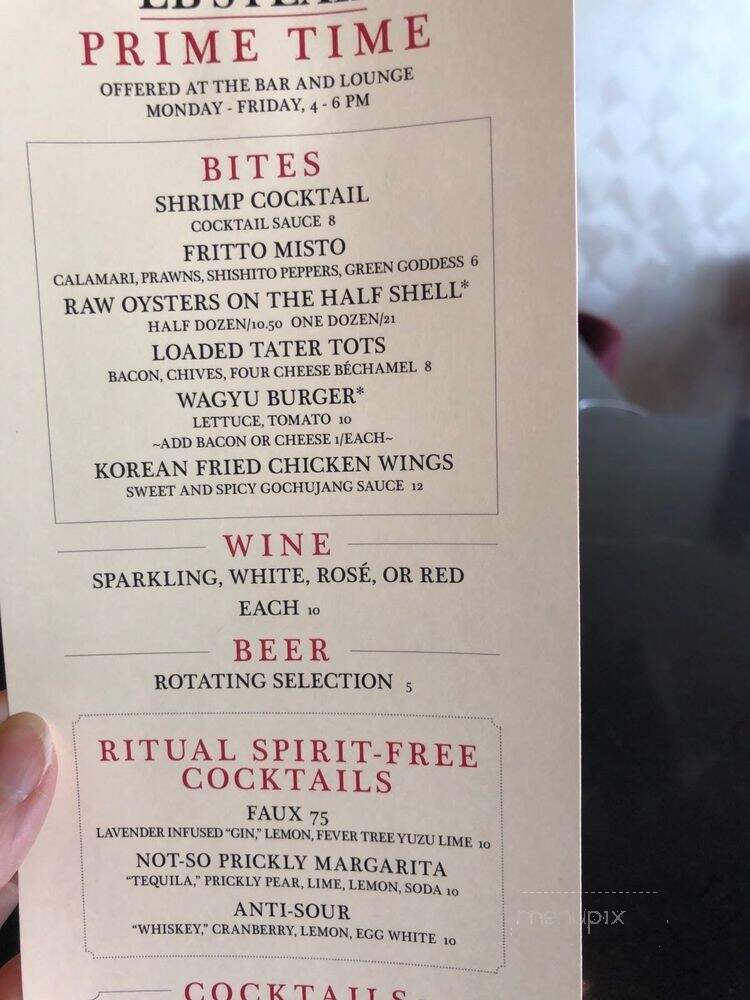 PRIME TIME
OFFERED AT THE BAR AND LOUNGE
MONDAY - FRIDAY, 4 - 6 PM
BITES
SHRIMP COCKTAIL
COCKTAIL SAUCE 8
FRITTO MISTO
CALAMARI, PRAWNS, SHISHITO PEPPERS, GREEN GODDESS 6
RAW OYSTERS ON THE HALF SHELL*
HALF DOZEN/10.50 ONE DOZEN/21
LOADED TATER TOTS
BACON, CHIVES, FOUR CHEESE BÉCHAMEL 8
WAGYU BURGER*
LETTUCE, TOMATO 10
~ADD BACON OR CHEESE 1/EACH~
KOREAN FRIED CHICKEN WINGS
SWEET AND SPICY GOCHUJANG SAUCE 12
WINE
SPARKLING, WHITE, ROSÉ, OR RED
EACH 10
BEER
ROTATING SELECTION 5
RITUAL SPIRIT-FREE
COCKTAILS
FAUX 75
LAVENDER INFUSED "GIN," LEMON, FEVER TREE YUZU LIME 10
NOT-SO PRICKLY MARGARITA
"TEQUILA," PRICKLY PEAR, LIME, LEMON, SODA 10
ANTI-SOUR
"WHISKEY," CRANBERRY, LEMON, EGG WHITE 10
COCKTAILS
menupix